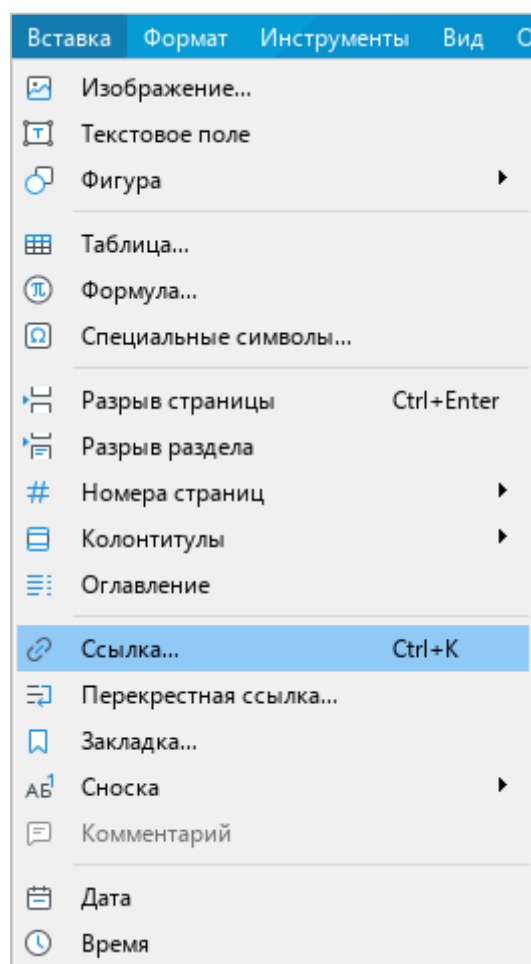 Вставка Формат Инструменты Вид
Изображение...
Текстовое поле
Фигура
Таблица...
Формула...
Специальные символы...
Разрыв страницы Ctrl+Enter
Разрыв раздела
Номера страниц
Колонтитулы
Оглавление
Ссылка... Ctrl+K
Перекрестная ссылка...
Закладка...
Сноска
Комментарий
Дата
Время